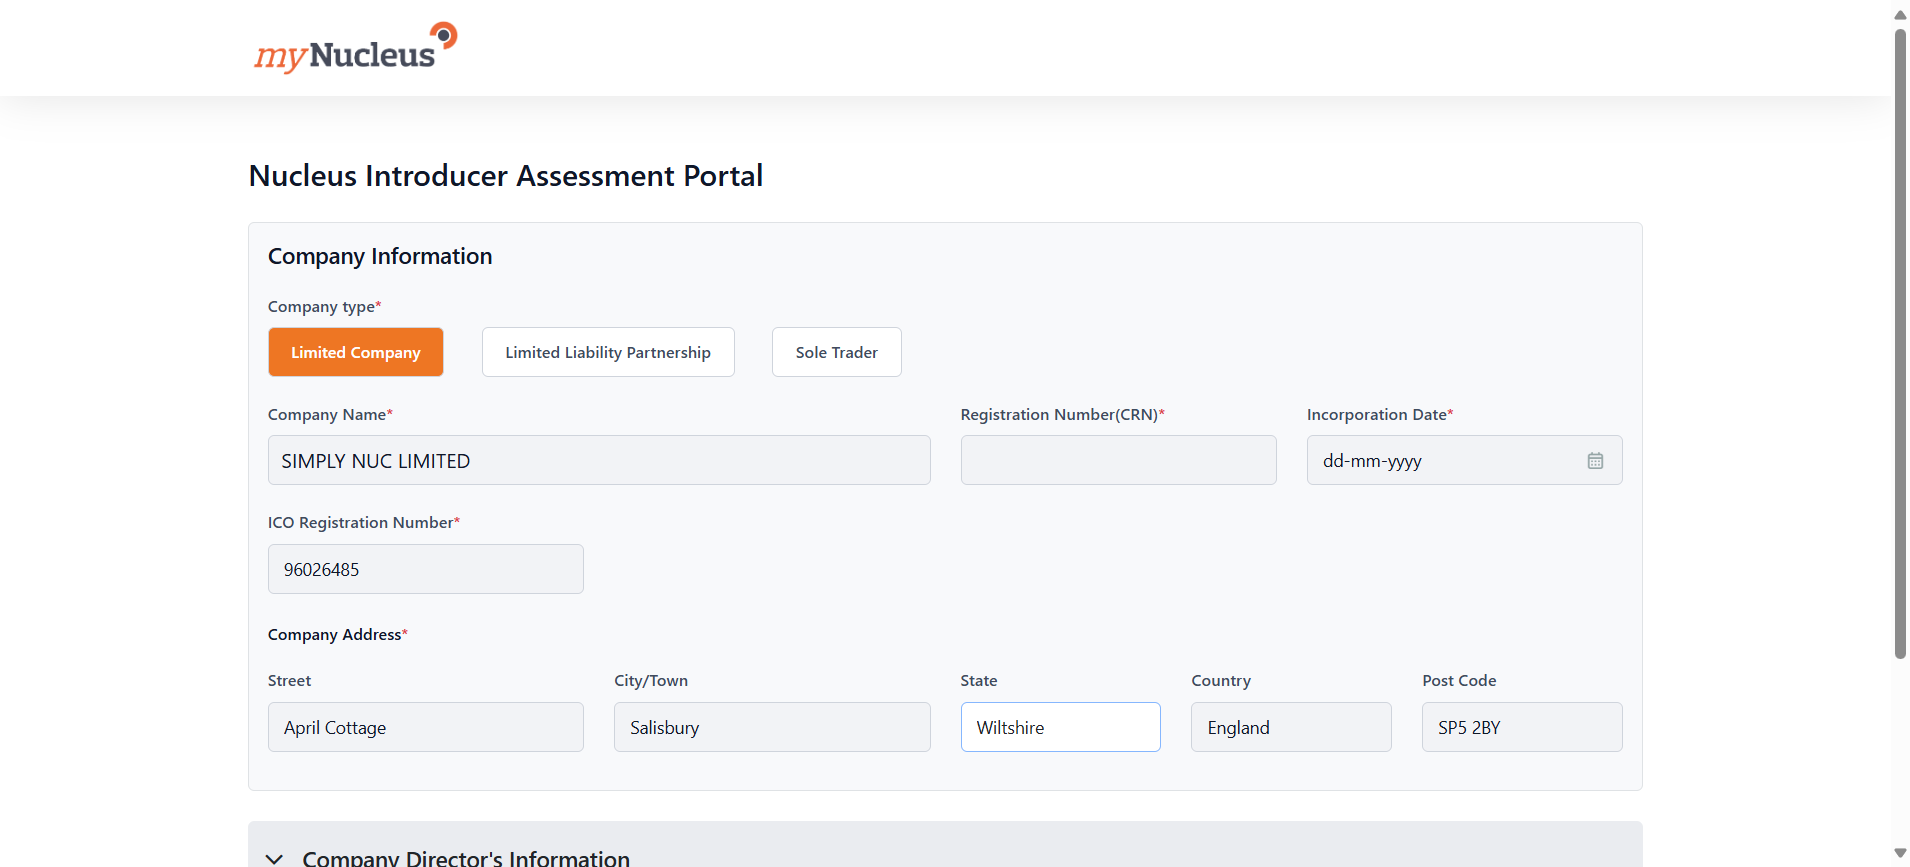 myNucleus
Nucleus Introducer Assessment Portal
Company Information
Company type*
Limited Company
Limited Liability Partnership
Sole Trader
Company Name*
Registration Number(CRN)*
Incorporation Date*
SIMPLY NUC LIMITED
dd-mm-yyyy
ICO Registration Number*
96026485
Company Address*
Street
City/Town
State
Country
Post Code
April Cottage
Salisbury
Wiltshire
England
SP5 2BY
Company Director's Information